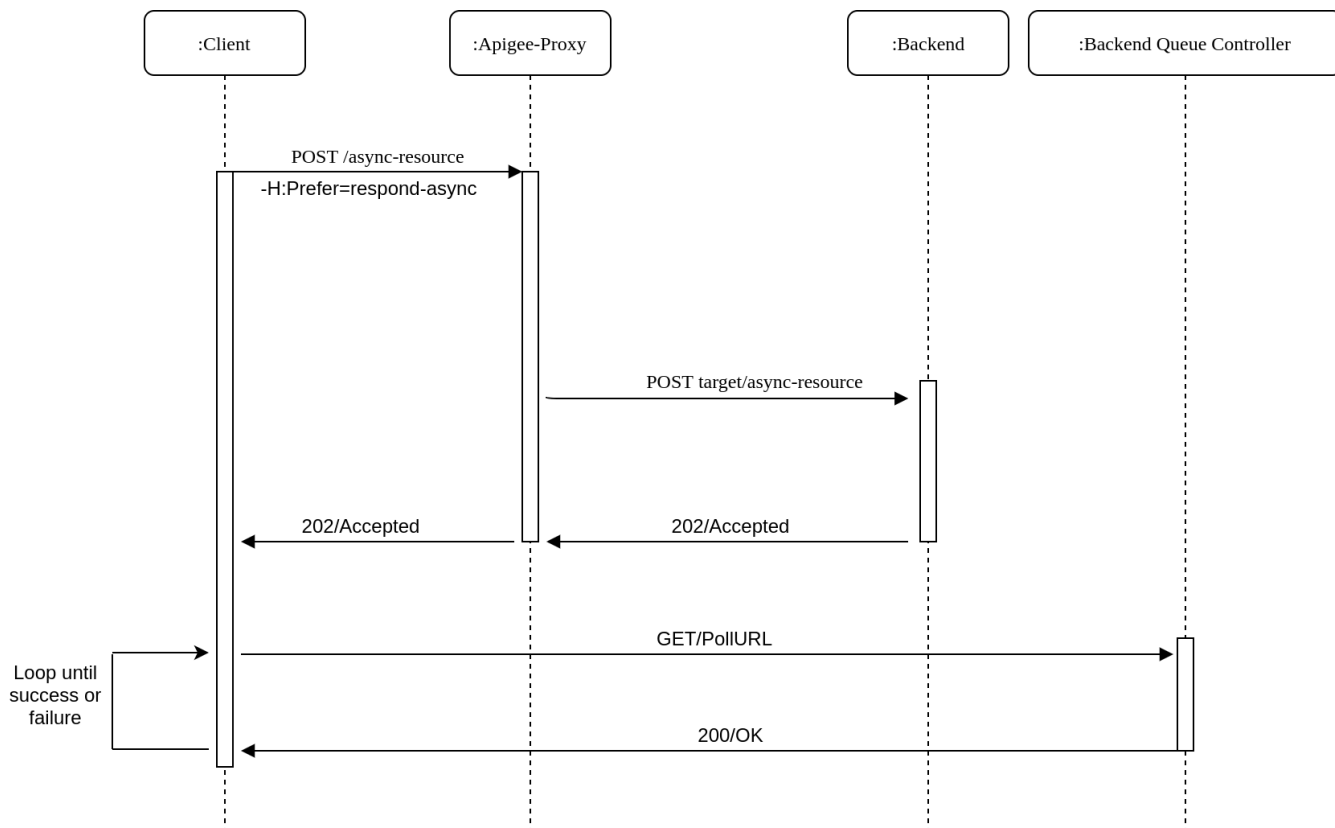 :Client
:Apigee-Proxy
:Backend
:Backend Queue Controller
POST /async-resource
-H:Prefer=respond-async
POST target/async-resource
202/Accepted
202/Accepted
GET/PollURL
Loop until
success or
failure
200/OK